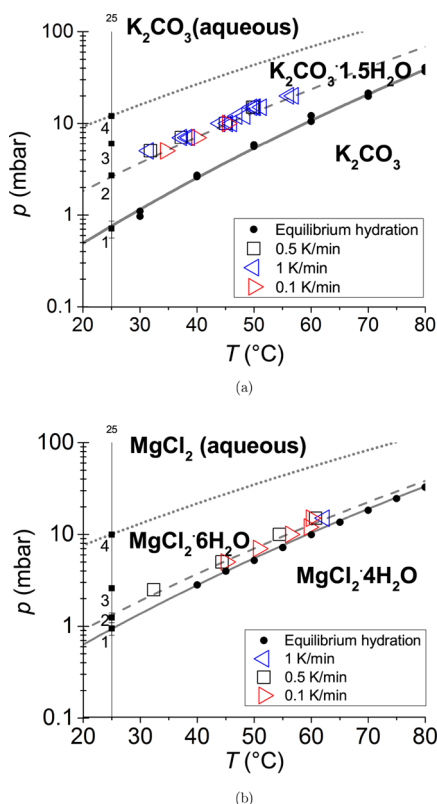 25
100
K₂CO₃(aqueous)
K₂CO₃·1.5H₂O
4
10
3
K₂CO₃
p (mbar)
2
1
1
Equilibrium hydration
0.5 K/min
1 K/min
0.1 K/min
0.1
20 30 40 50 60 70 80
T (°C)
(a)
25
100
MgCl₂ (aqueous)
4
10
MgCl₂·6H₂O
3
MgCl₂·4H₂O
p (mbar)
2
1
1
Equilibrium hydration
1 K/min
0.5 K/min
0.1 K/min
0.1
20 30 40 50 60 70 80
T (°C)
(b)